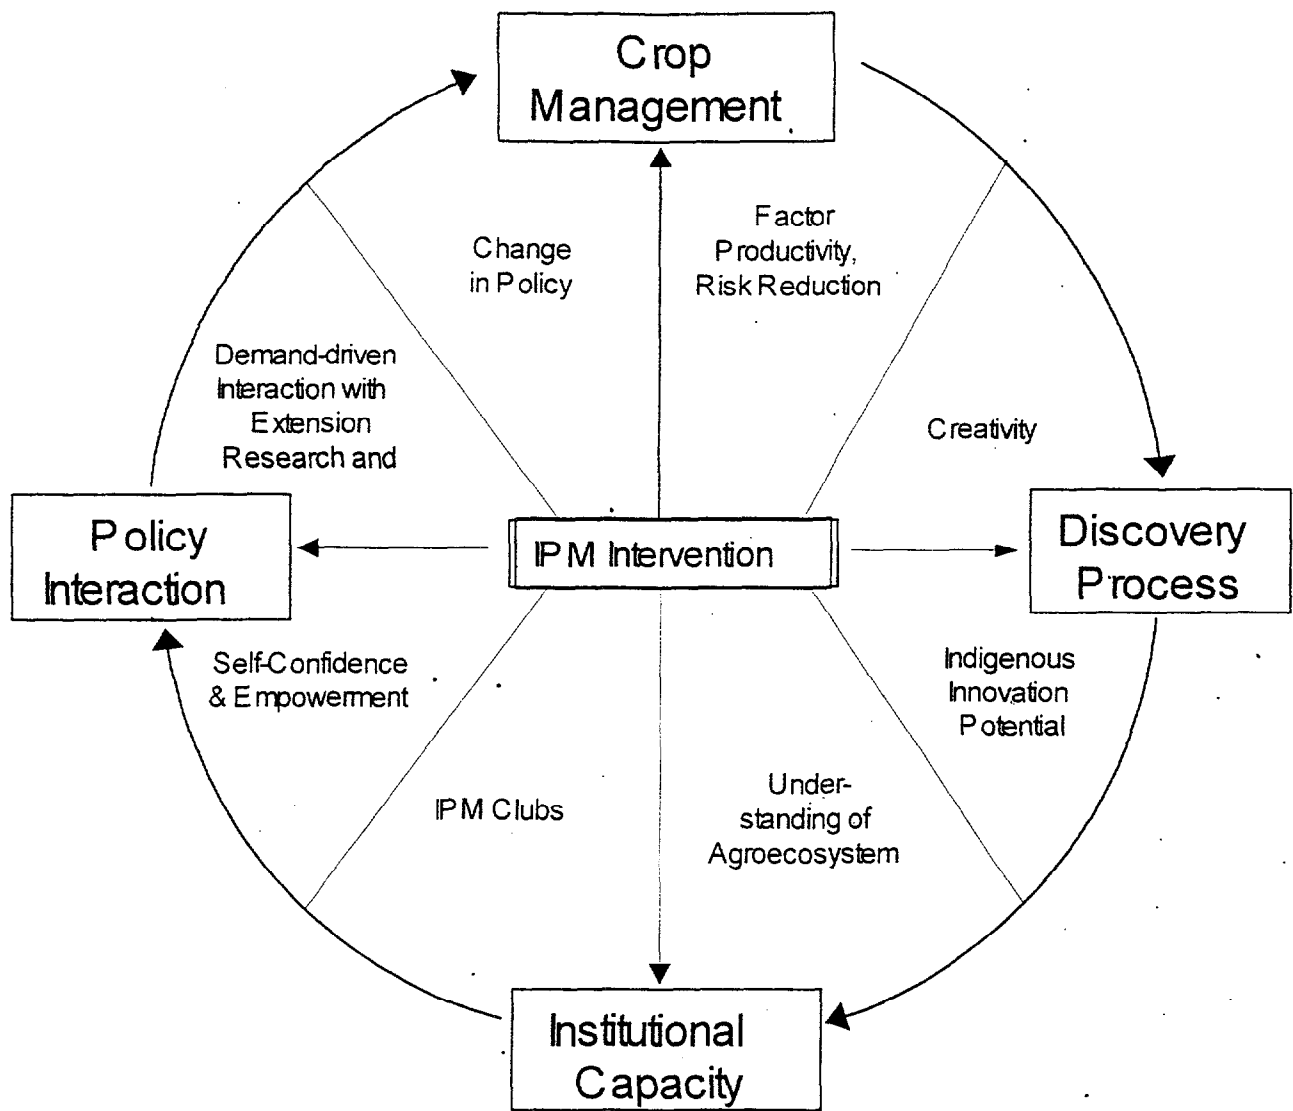 Crop
Management
Factor
Productivity,
Risk Reduction
Change
in Policy
Demand-driven
Interaction with
Extension
Research and
Creativity
Policy
Interaction
IPM Intervention
Discovery
Process
Self-Confidence
& Empowerment
Indigenous
Innovation
Potential
IPM Clubs
Under-
standing of
Agroecosystem
Institutional
Capacity